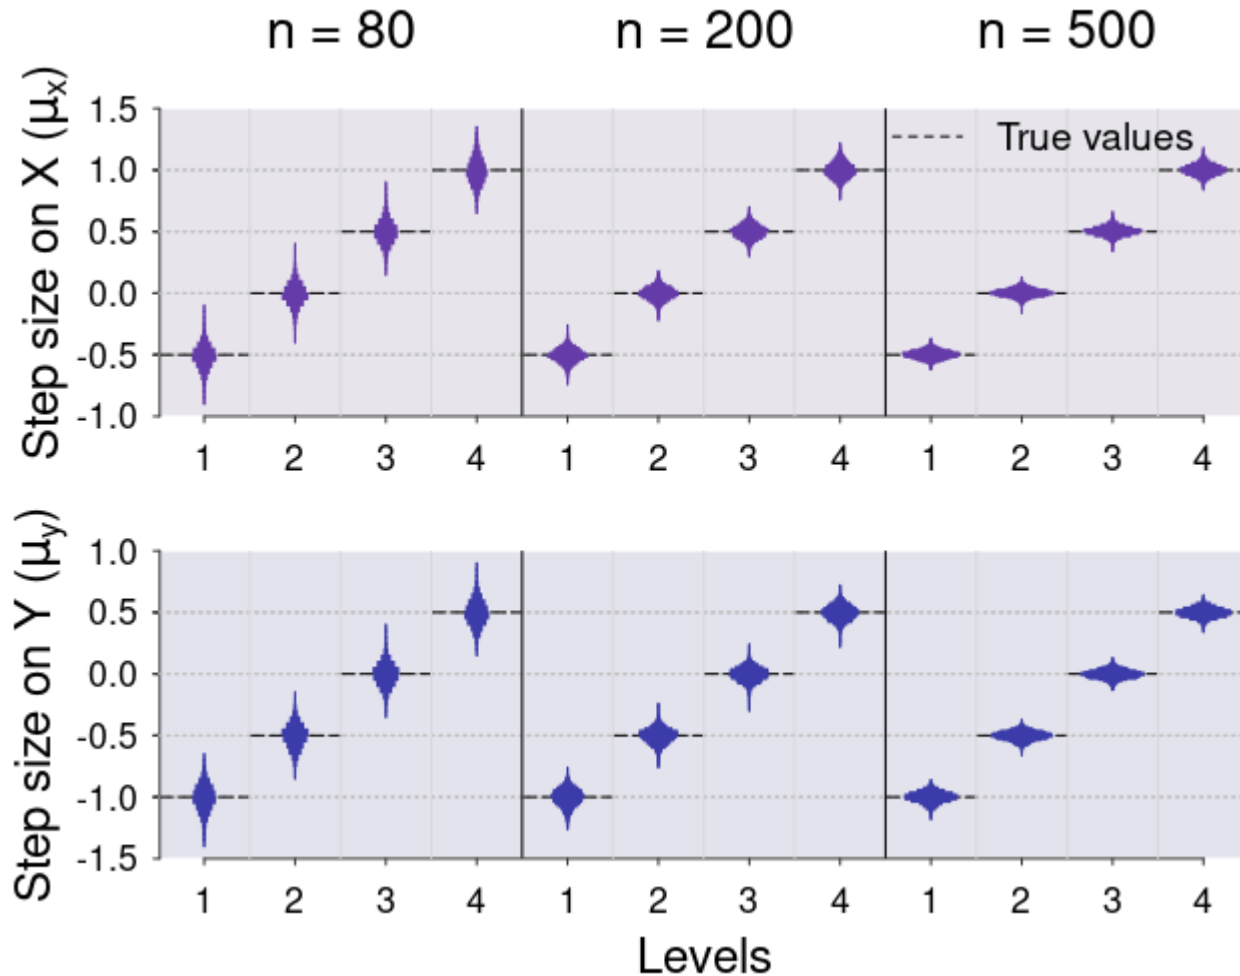 n = 80 n = 200 n = 500
Step size on X (μx)
1.5
1.0
0.5
0.0
-0.5
-1.0
True values
1 2 3 4 1 2 3 4 1 2 3 4
Step size on Y (μy)
1.0
0.5
0.0
-0.5
-1.0
-1.5
1 2 3 4 1 2 3 4 1 2 3 4
Levels